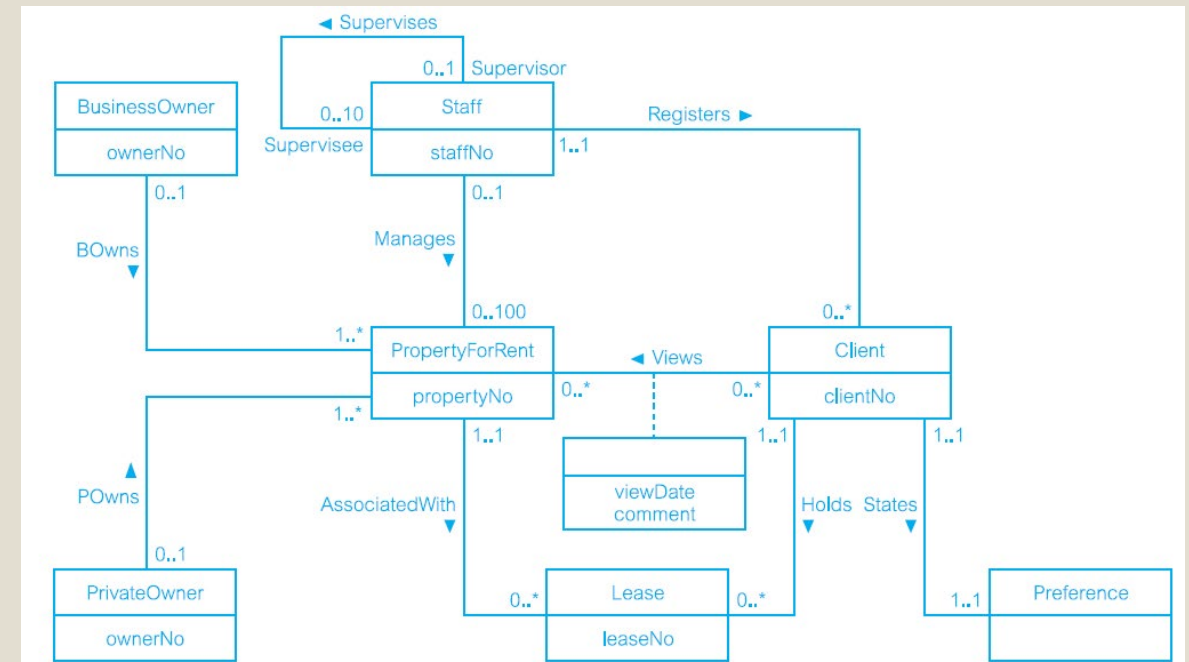 ◄ Supervises
0..1 Supervisor
BusinessOwner
ownerNo
0..10
Supervisee
Staff
staffNo
Registers ►
1..1
0..1
0..1
BOwns
▼
Manages
▼
0..100
0..*
1..*
PropertyForRent
propertyNo
◄ Views
0..*
0..*
Client
clientNo
1..*
1..1
1..1
1..1
viewDate
comment
▲
POwns
AssociatedWith
▼
Holds
▼
States
▼
0..1
PrivateOwner
ownerNo
0..*
Lease
leaseNo
0..*
1..1
Preference